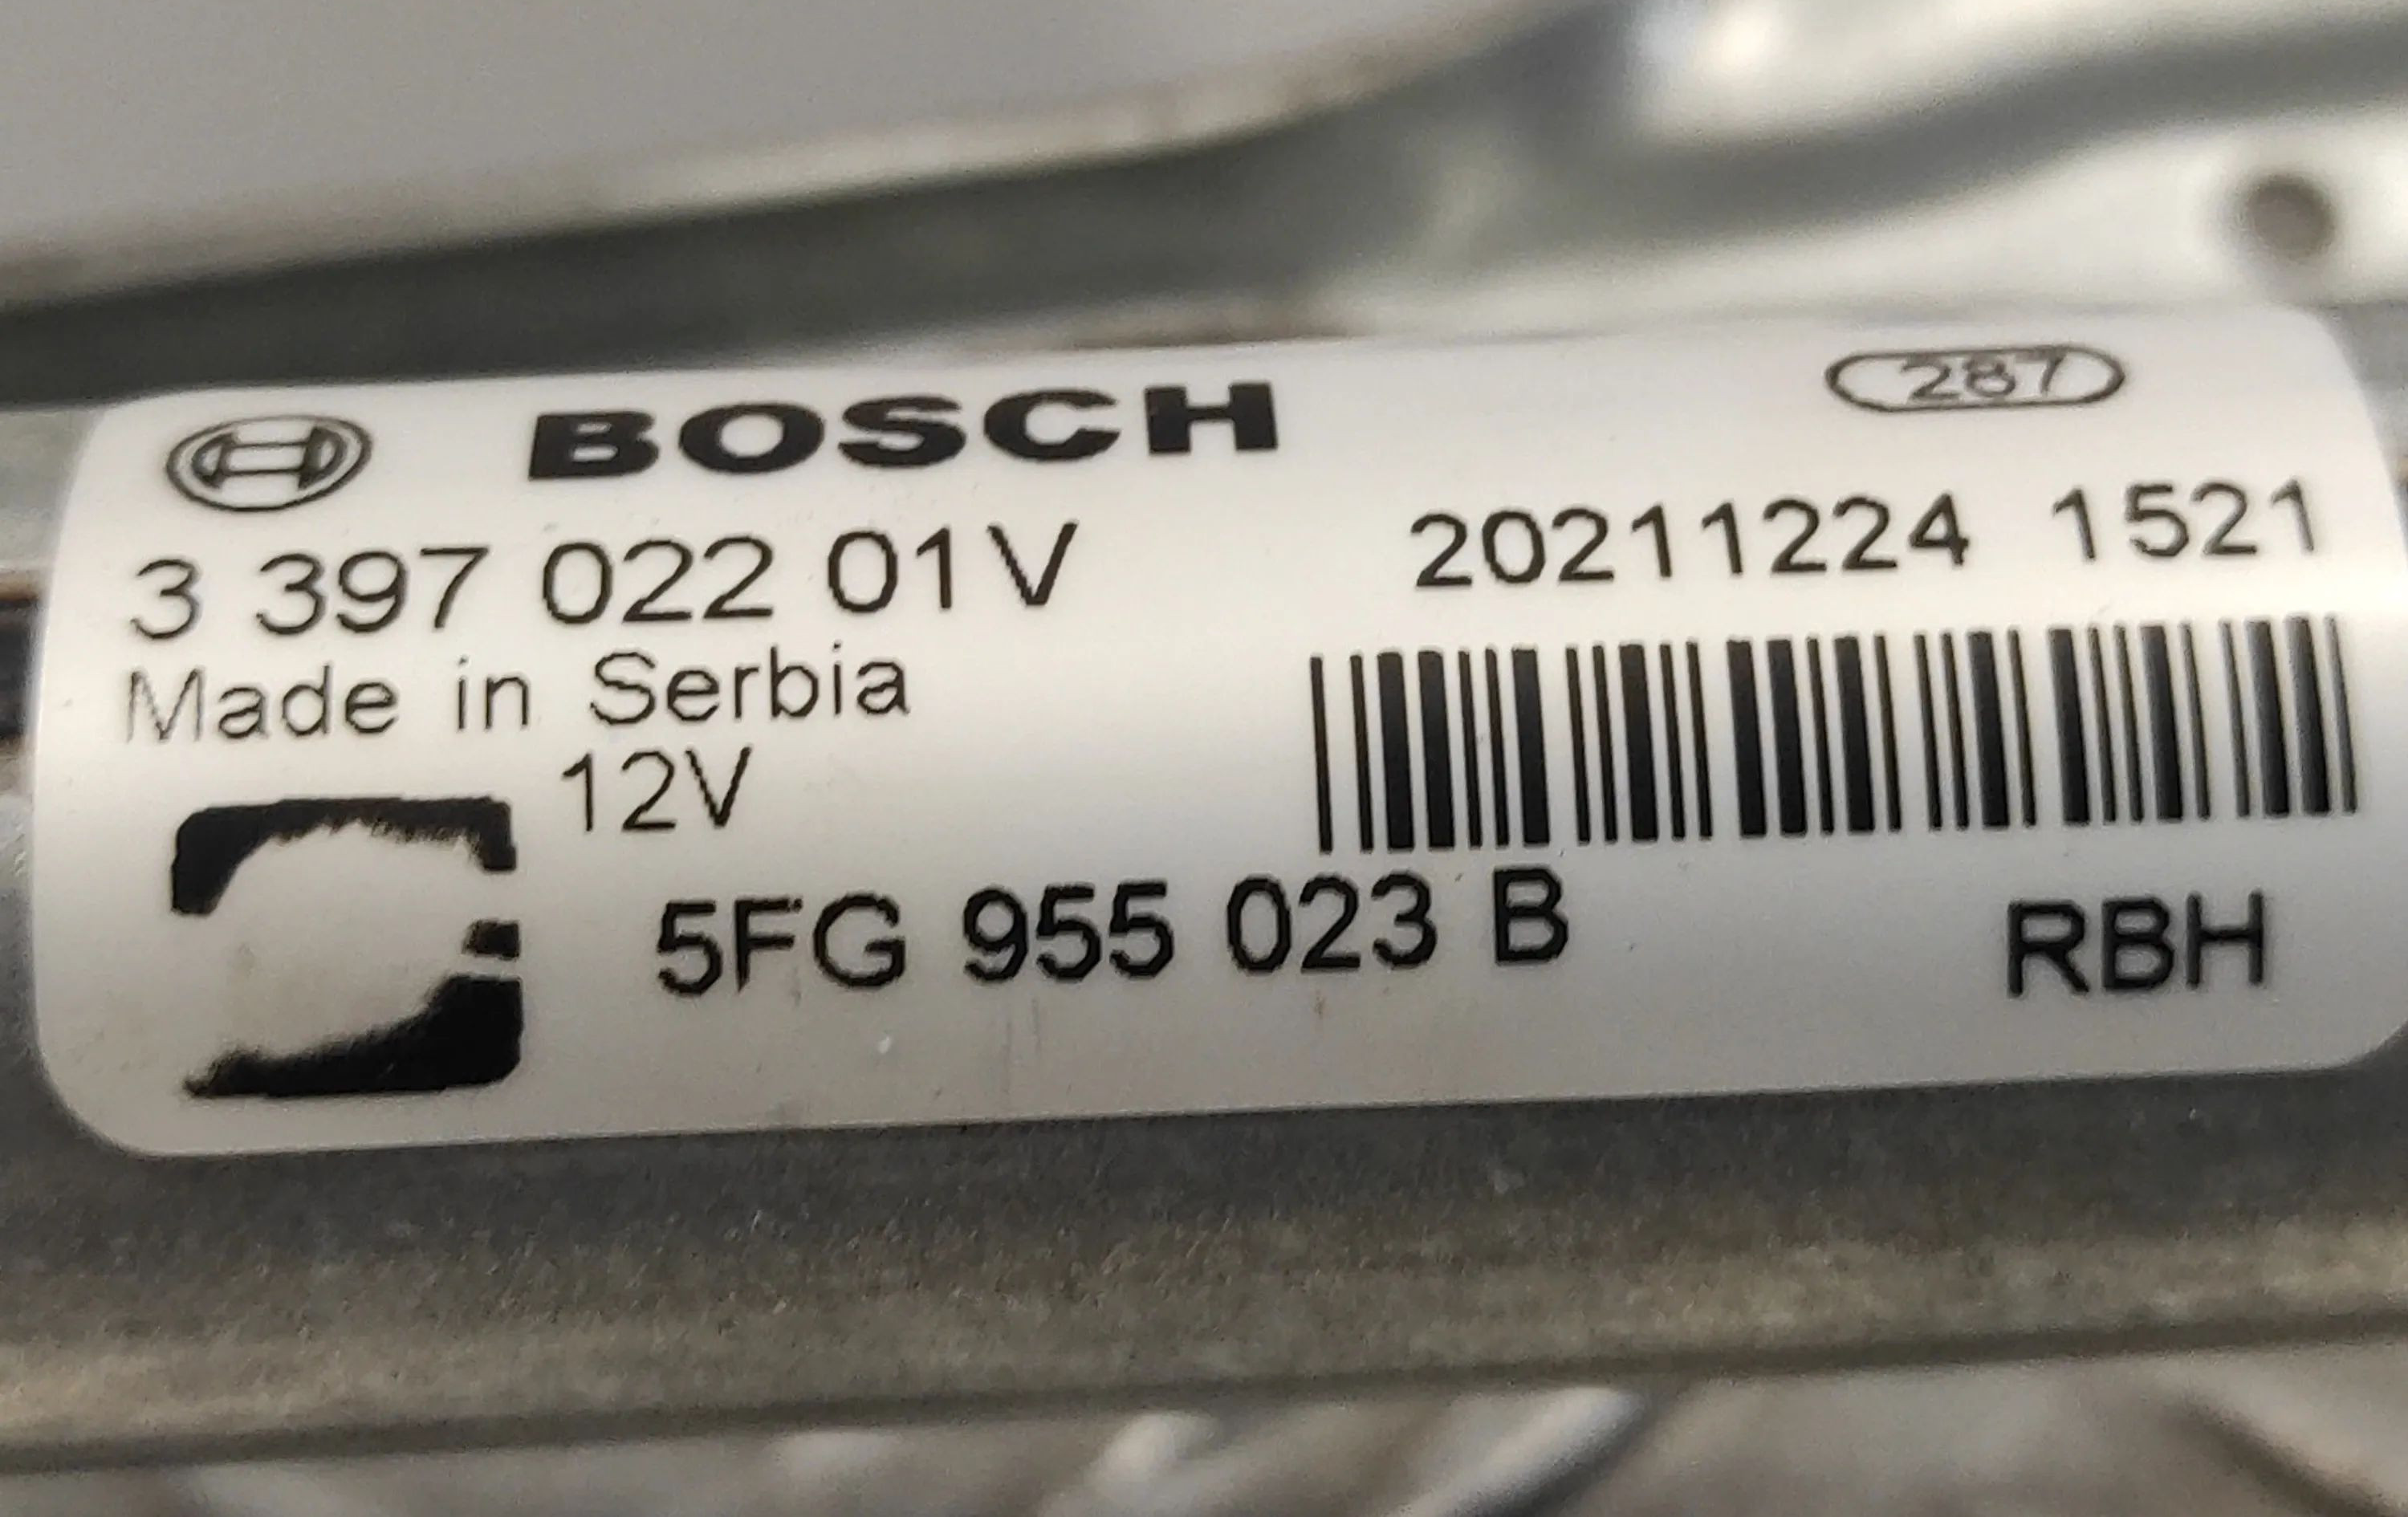 BOSCH
287
3 397 022 01V
20211224 1521
Made in Serbia
12V
5FG 955 023 B
RBH